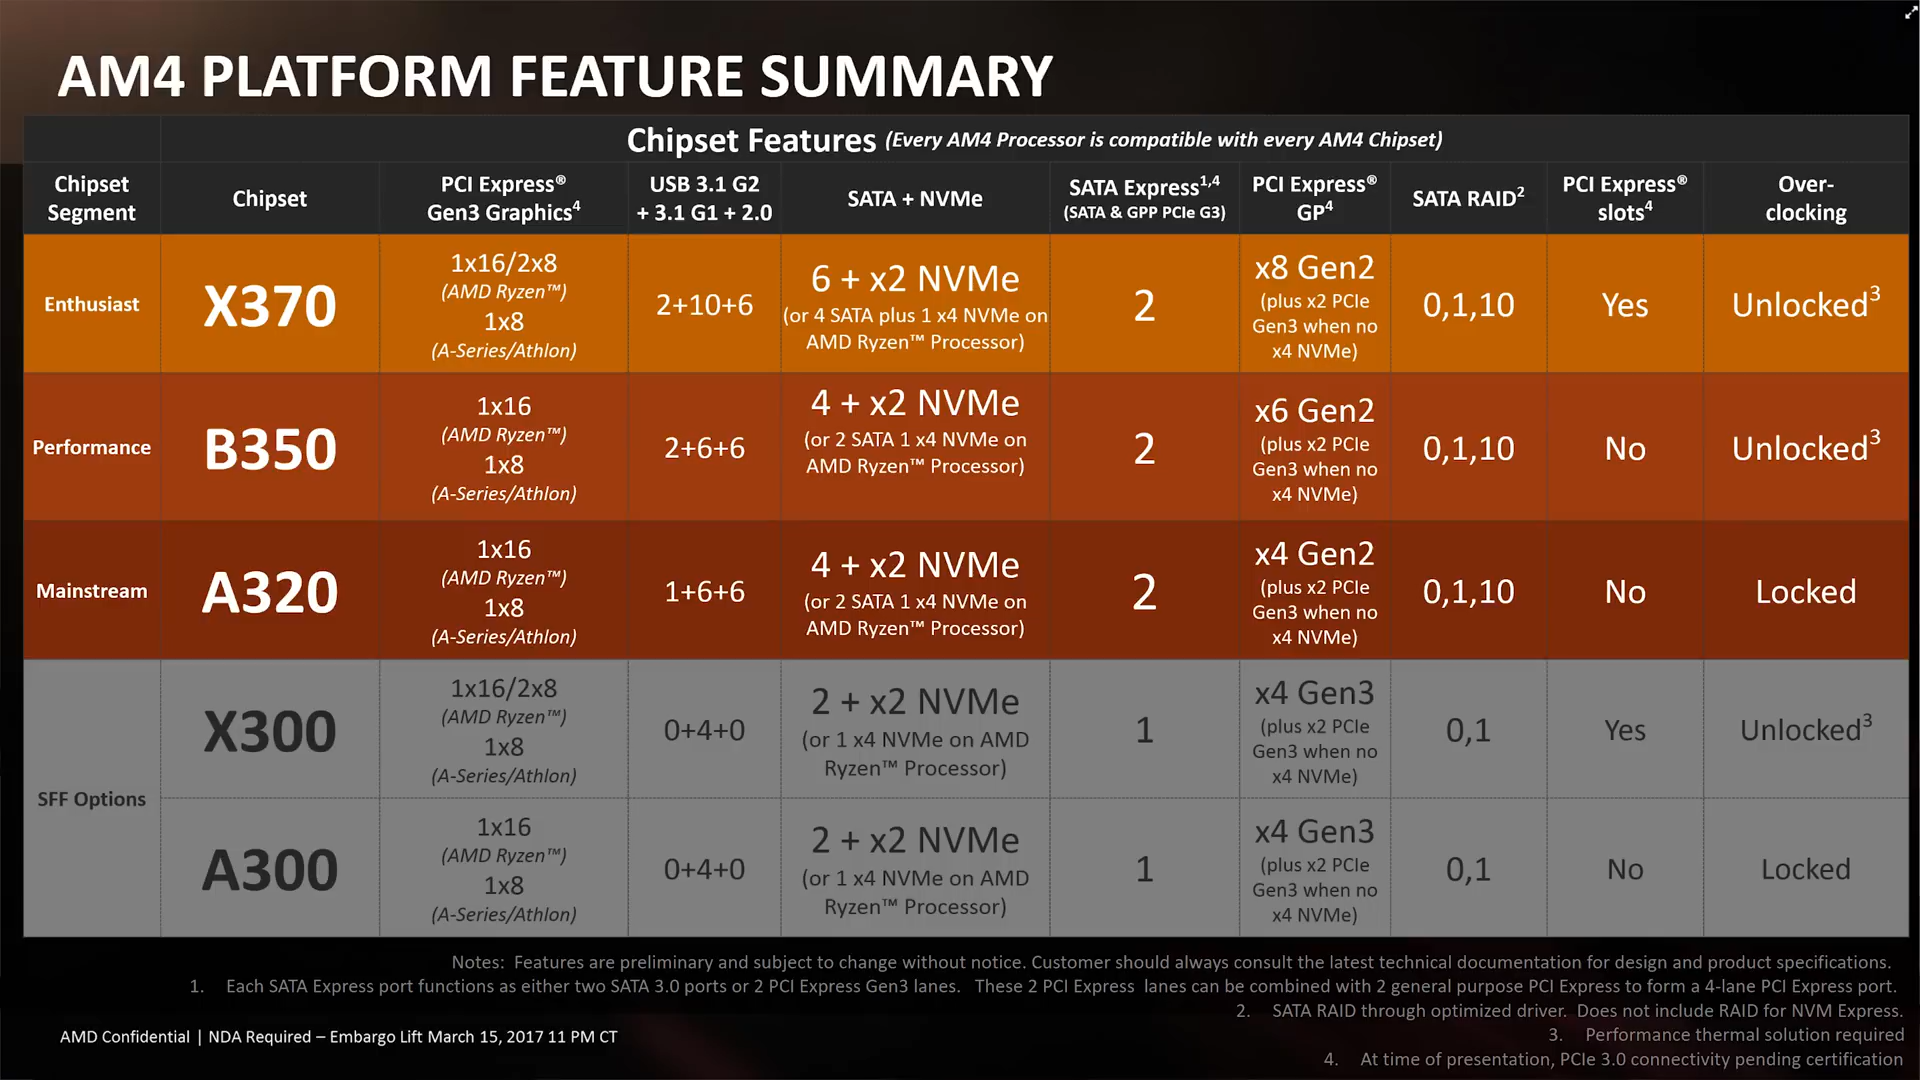 AM4 PLATFORM FEATURE SUMMARY
Chipset Features (Every AM4 Processor is compatible with every AM4 Chipset)
Chipset
Segment
Chipset
PCI Express®
Gen3 Graphics4
USB 3.1 G2
+ 3.1 G1 + 2.0
SATA + NVMe
SATA Express1,4
(SATA & GPP PCIe G3)
PCI Express®
GP4
SATA RAID2
PCI Express®
slots4
Over-
clocking
Enthusiast
X370
1x16/2x8
(AMD Ryzen™)
1x8
(A-Series/Athlon)
2+10+6
6 + x2 NVMe
(or 4 SATA plus 1 x4 NVMe on
AMD Ryzen™ Processor)
2
x8 Gen2
(plus x2 PCIe
Gen3 when no
x4 NVMe)
0,1,10
Yes
Unlocked3
Performance
B350
1x16
(AMD Ryzen™)
1x8
(A-Series/Athlon)
2+6+6
4 + x2 NVMe
(or 2 SATA 1 x4 NVMe on
AMD Ryzen™ Processor)
2
x6 Gen2
(plus x2 PCIe
Gen3 when no
x4 NVMe)
0,1,10
No
Unlocked3
Mainstream
A320
1x16
(AMD Ryzen™)
1x8
(A-Series/Athlon)
1+6+6
4 + x2 NVMe
(or 2 SATA 1 x4 NVMe on
AMD Ryzen™ Processor)
2
x4 Gen2
(plus x2 PCIe
Gen3 when no
x4 NVMe)
0,1,10
No
Locked
SFF Options
X300
1x16/2x8
(AMD Ryzen™)
1x8
(A-Series/Athlon)
0+4+0
2 + x2 NVMe
(or 1 x4 NVMe on AMD
Ryzen™ Processor)
1
x4 Gen3
(plus x2 PCIe
Gen3 when no
x4 NVMe)
0,1
Yes
Unlocked3
A300
1x16
(AMD Ryzen™)
1x8
(A-Series/Athlon)
0+4+0
2 + x2 NVMe
(or 1 x4 NVMe on AMD
Ryzen™ Processor)
1
x4 Gen3
(plus x2 PCIe
Gen3 when no
x4 NVMe)
0,1
No
Locked
Notes: Features are preliminary and subject to change without notice. Customer should always consult the latest technical documentation for design and product specifications.
1. Each SATA Express port functions as either two SATA 3.0 ports or 2 PCI Express Gen3 lanes. These 2 PCI Express lanes can be combined with 2 general purpose PCI Express to form a 4-lane PCI Express port.
2. SATA RAID through optimized driver. Does not include RAID for NVM Express.
3. Performance thermal solution required
4. At time of presentation, PCIe 3.0 connectivity pending certification
AMD Confidential | NDA Required – Embargo Lift March 15, 2017 11 PM CT